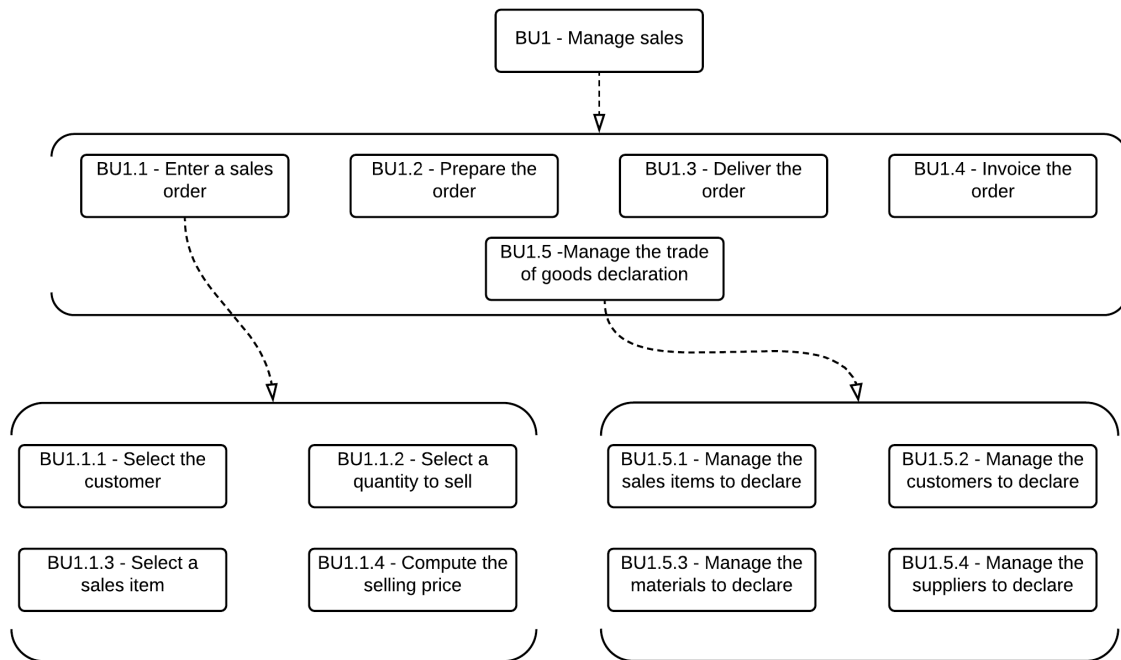 BU1 - Manage sales
BU1.1 - Enter a sales
order
BU1.2 - Prepare the
order
BU1.3 - Deliver the
order
BU1.4 - Invoice the
order
BU1.5 -Manage the trade
of goods declaration
BU1.1.1 - Select the
customer
BU1.1.2 - Select a
quantity to sell
BU1.5.1 - Manage the
sales items to declare
BU1.5.2 - Manage the
customers to declare
BU1.1.3 - Select a
sales item
BU1.1.4 - Compute the
selling price
BU1.5.3 - Manage the
materials to declare
BU1.5.4 - Manage the
suppliers to declare